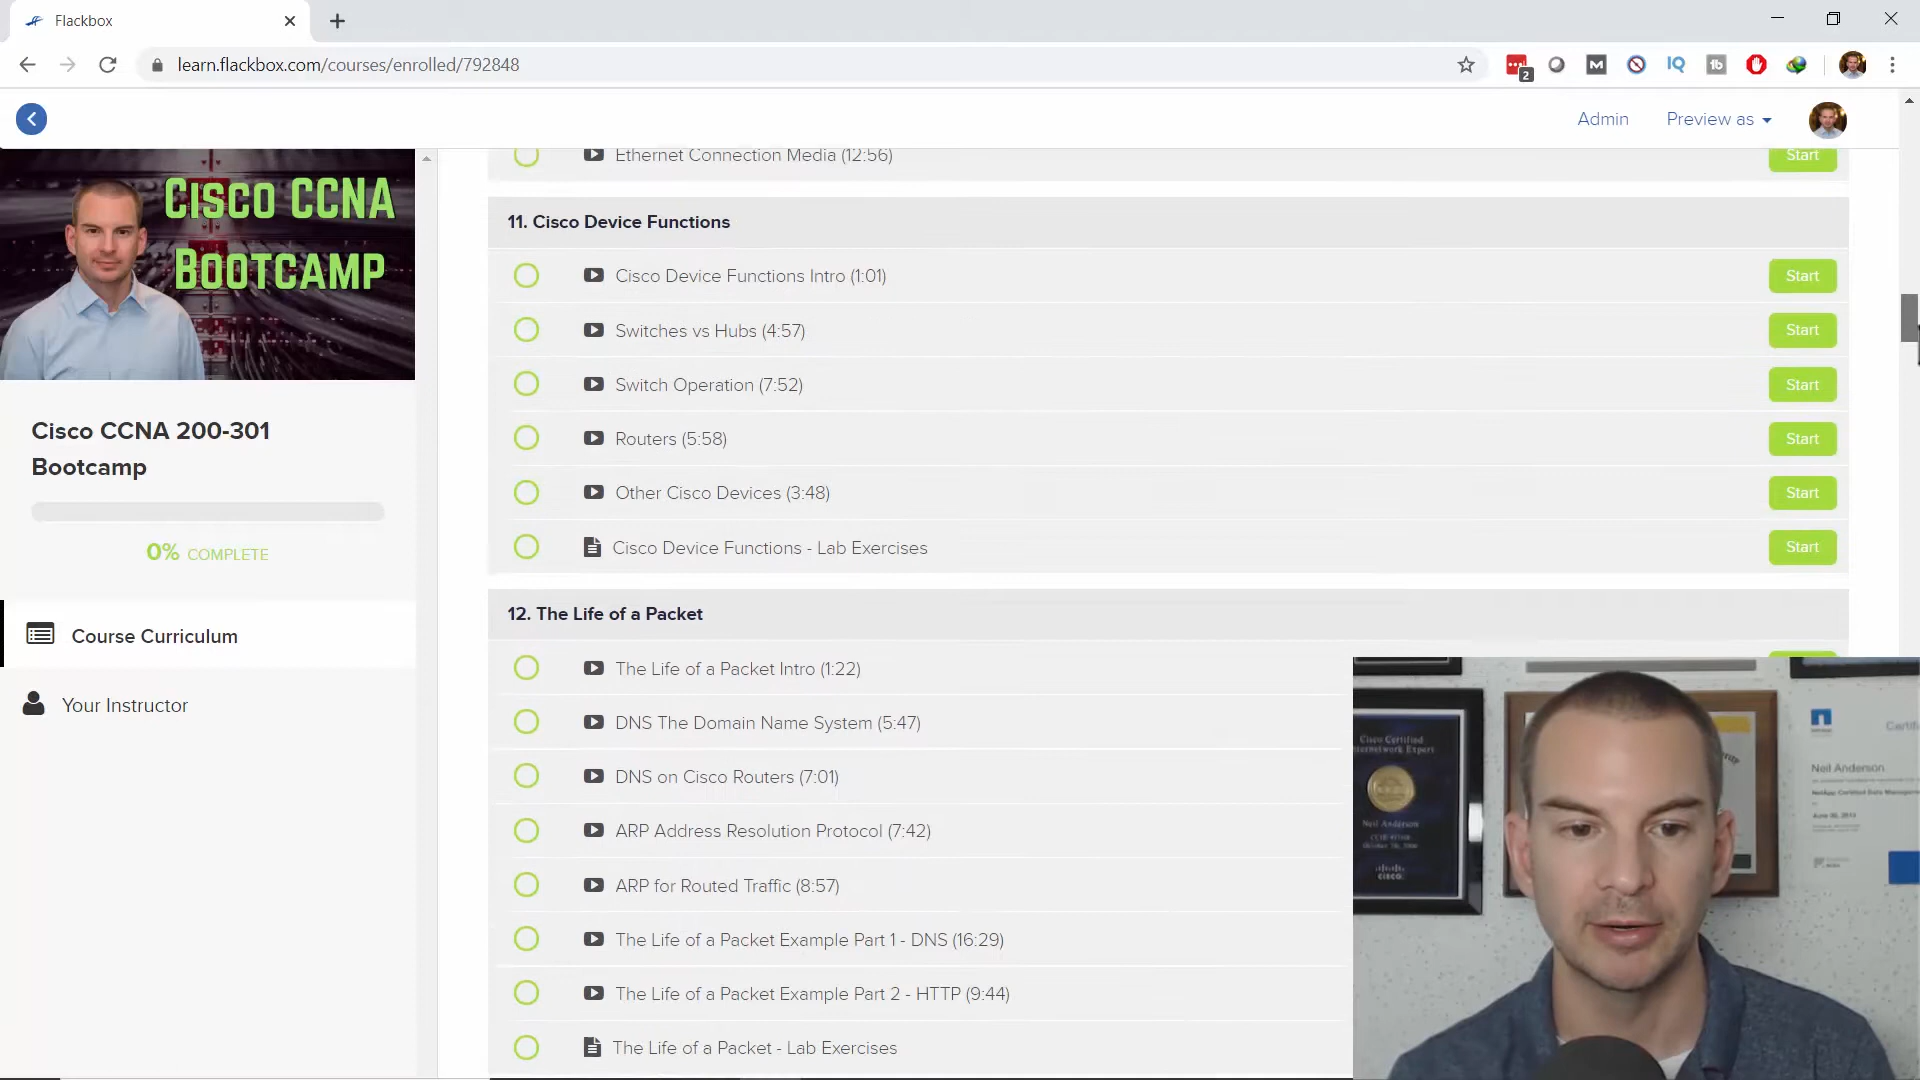 Flackbox
learn.flackbox.com/courses/enrolled/792848
2
Admin
Preview as
CISCO CCNA
BOOTCAMP
Cisco CCNA 200-301
Bootcamp
0% COMPLETE
Course Curriculum
Your Instructor
Ethernet Connection Media (12:56)
Start
11. Cisco Device Functions
Cisco Device Functions Intro (1:01)
Start
Switches vs Hubs (4:57)
Start
Switch Operation (7:52)
Start
Routers (5:58)
Start
Other Cisco Devices (3:48)
Start
Cisco Device Functions - Lab Exercises
Start
12. The Life of a Packet
The Life of a Packet Intro (1:22)
DNS The Domain Name System (5:47)
DNS on Cisco Routers (7:01)
ARP Address Resolution Protocol (7:42)
ARP for Routed Traffic (8:57)
The Life of a Packet Example Part 1 - DNS (16:29)
The Life of a Packet Example Part 2 - HTTP (9:44)
The Life of a Packet - Lab Exercises
Cisco Certified
Neil Anderson
CISCO
Neil Anderson